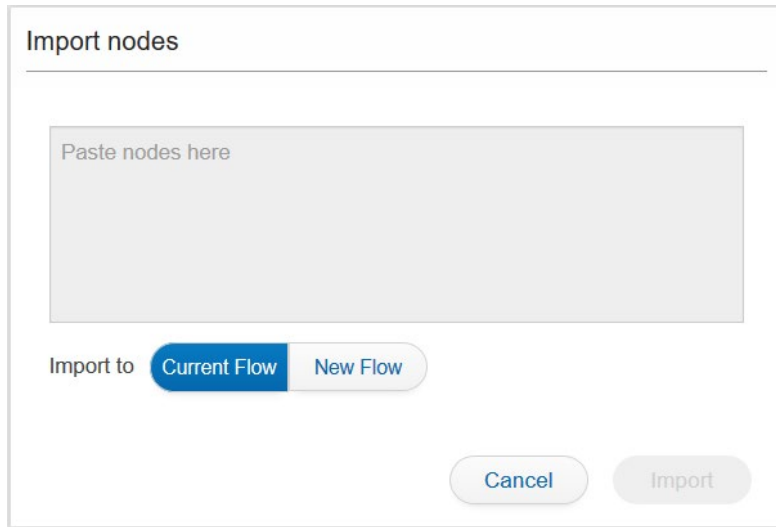 Import nodes
Paste nodes here
Import to Current Flow New Flow
Cancel Import